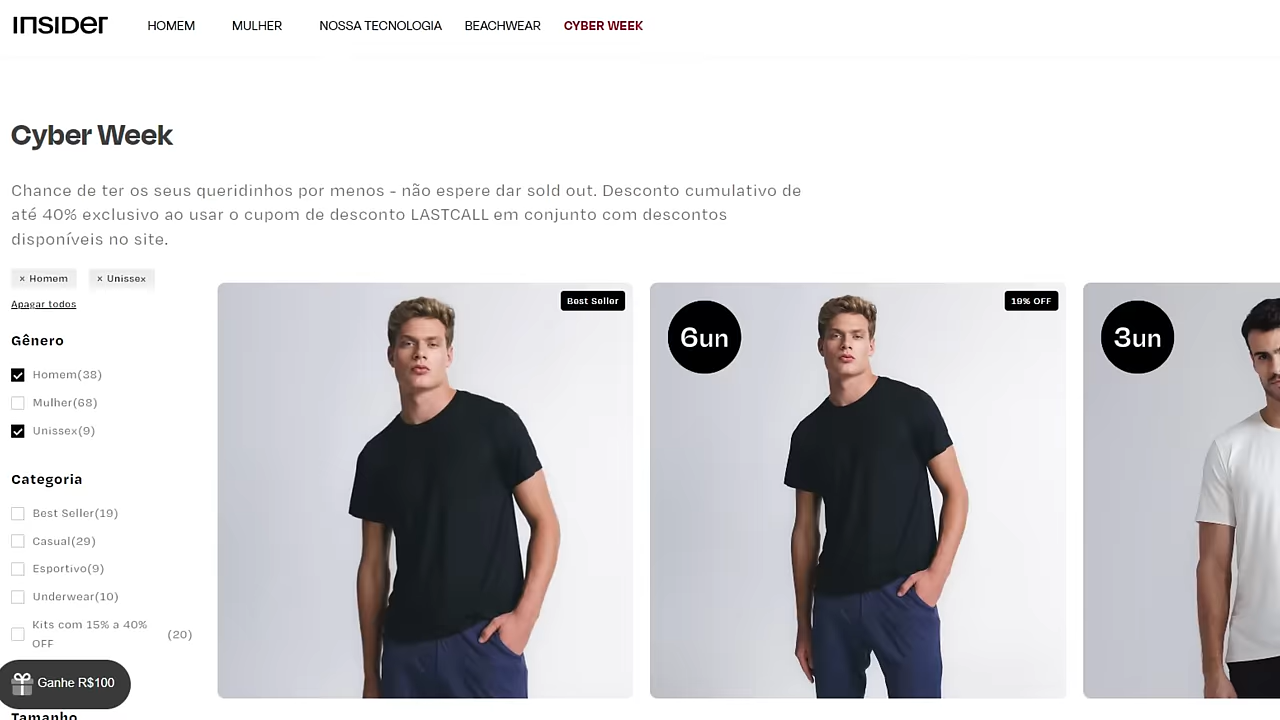 INSIDER
HOMEM MULHER NOSSA TECNOLOGIA BEACHWEAR CYBER WEEK
Cyber Week
Chance de ter os seus queridinhos por menos - não espere dar sold out. Desconto cumulativo de
até 40% exclusivo ao usar o cupom de desconto LASTCALL em conjunto com descontos
disponíveis no site.
× Homem × Unissex
Apagar todos
Gênero
Homem(38)
Mulher(68)
Unissex(9)
Categoria
Best Seller(19)
Casual(29)
Esportivo(9)
Underwear(10)
Kits com 15% a 40%
OFF (20)
Ganhe R$100
Tamanho
Best Seller
6un
19% OFF
3un